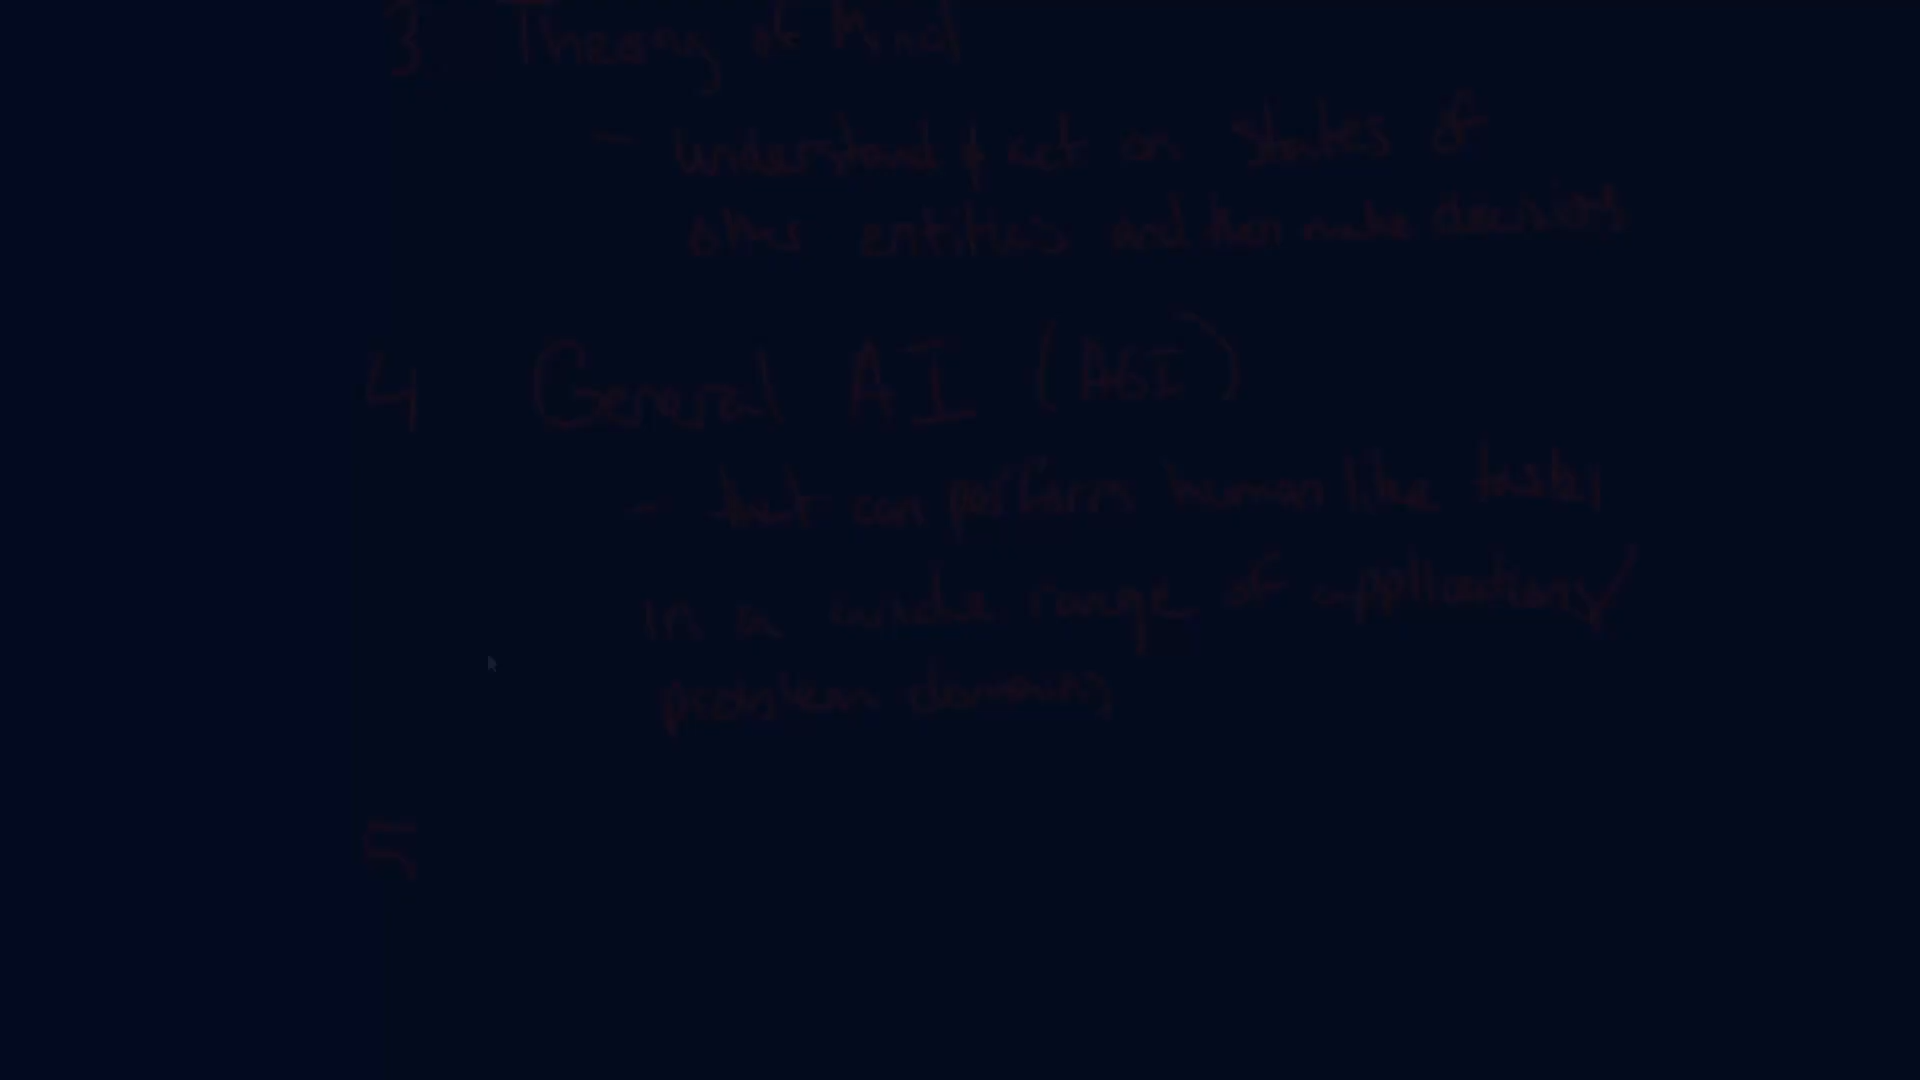 3 Theory of Mind
- understand & act on states of
other entities and then make decisions
4 General AI (AGI)
- that can perform human like tasks
in a wide range of applications/
problem domains
5